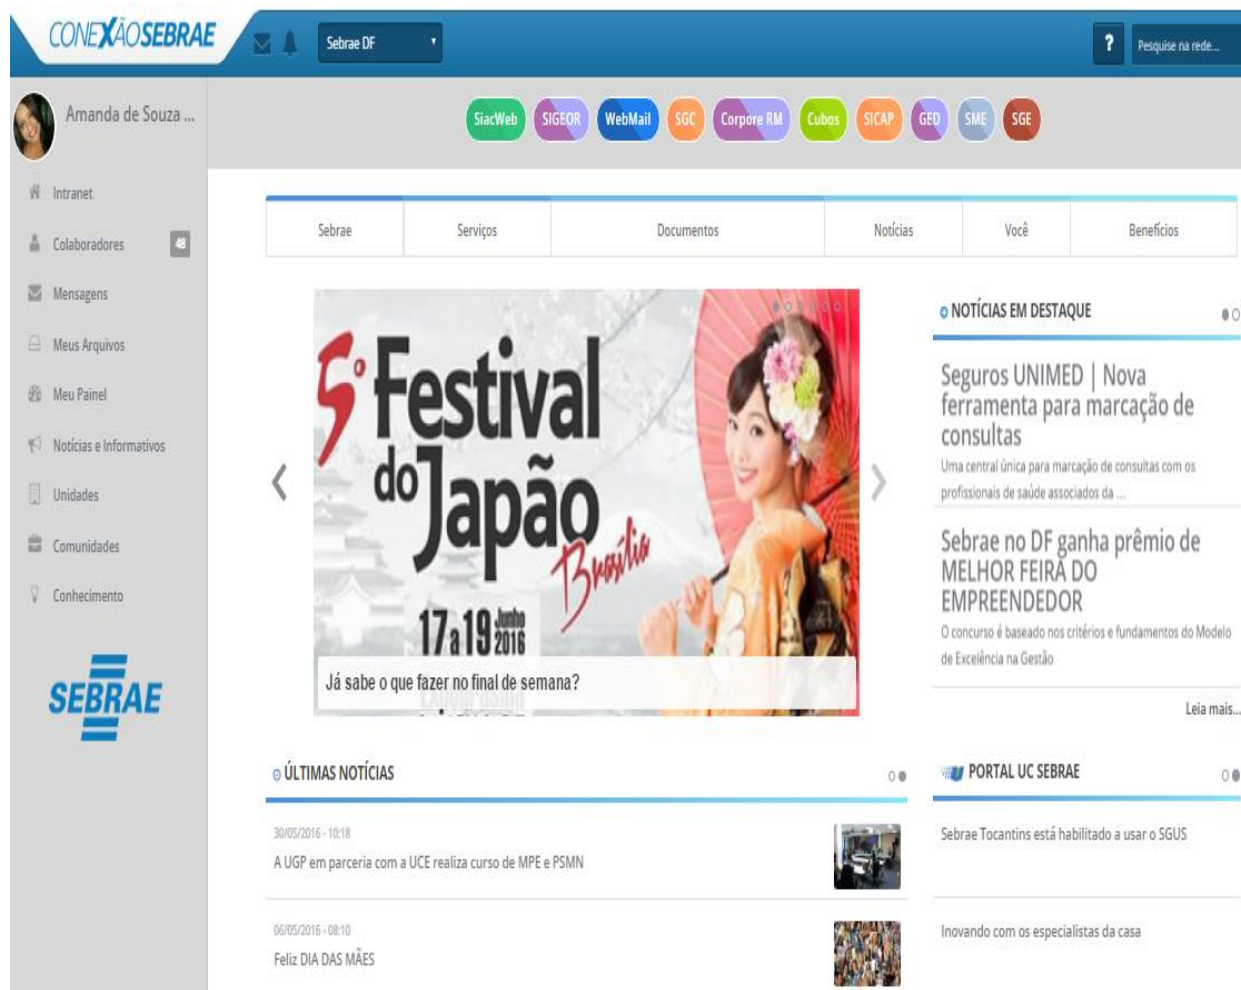 CONEXÃOSEBRAE
Sebrae DF
?
Pesquise na rede...
Amanda de Souza ...
SiacWeb
SIGEOR
WebMail
SGC
Corpore RM
Cubos
SICAP
GED
SME
SGE
Intranet
Colaboradores
48
Mensagens
Meus Arquivos
Meu Painel
Notícias e Informativos
Unidades
Comunidades
Conhecimento
SEBRAE
Sebrae
Serviços
Documentos
Notícias
Você
Benefícios
5º Festival
do Japão
Brasília
17 a 19 Junho 2016
Já sabe o que fazer no final de semana?
NOTÍCIAS EM DESTAQUE
Seguros UNIMED | Nova
ferramenta para marcação de
consultas
Uma central única para marcação de consultas com os
profissionais de saúde associados da ...
Sebrae no DF ganha prêmio de
MELHOR FEIRA DO
EMPREENDEDOR
O concurso é baseado nos critérios e fundamentos do Modelo
de Excelência na Gestão
Leia mais...
ÚLTIMAS NOTÍCIAS
30/05/2016 - 10:18
A UGP em parceria com a UCE realiza curso de MPE e PSMN
06/05/2016 - 08:10
Feliz DIA DAS MÃES
PORTAL UC SEBRAE
Sebrae Tocantins está habilitado a usar o SGUS
Inovando com os especialistas da casa